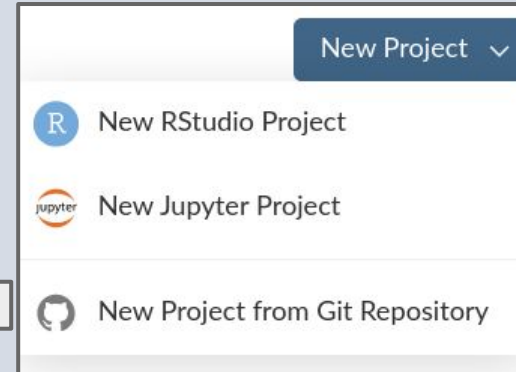 New Project
R
New RStudio Project
jupyter
New Jupyter Project
New Project from Git Repository